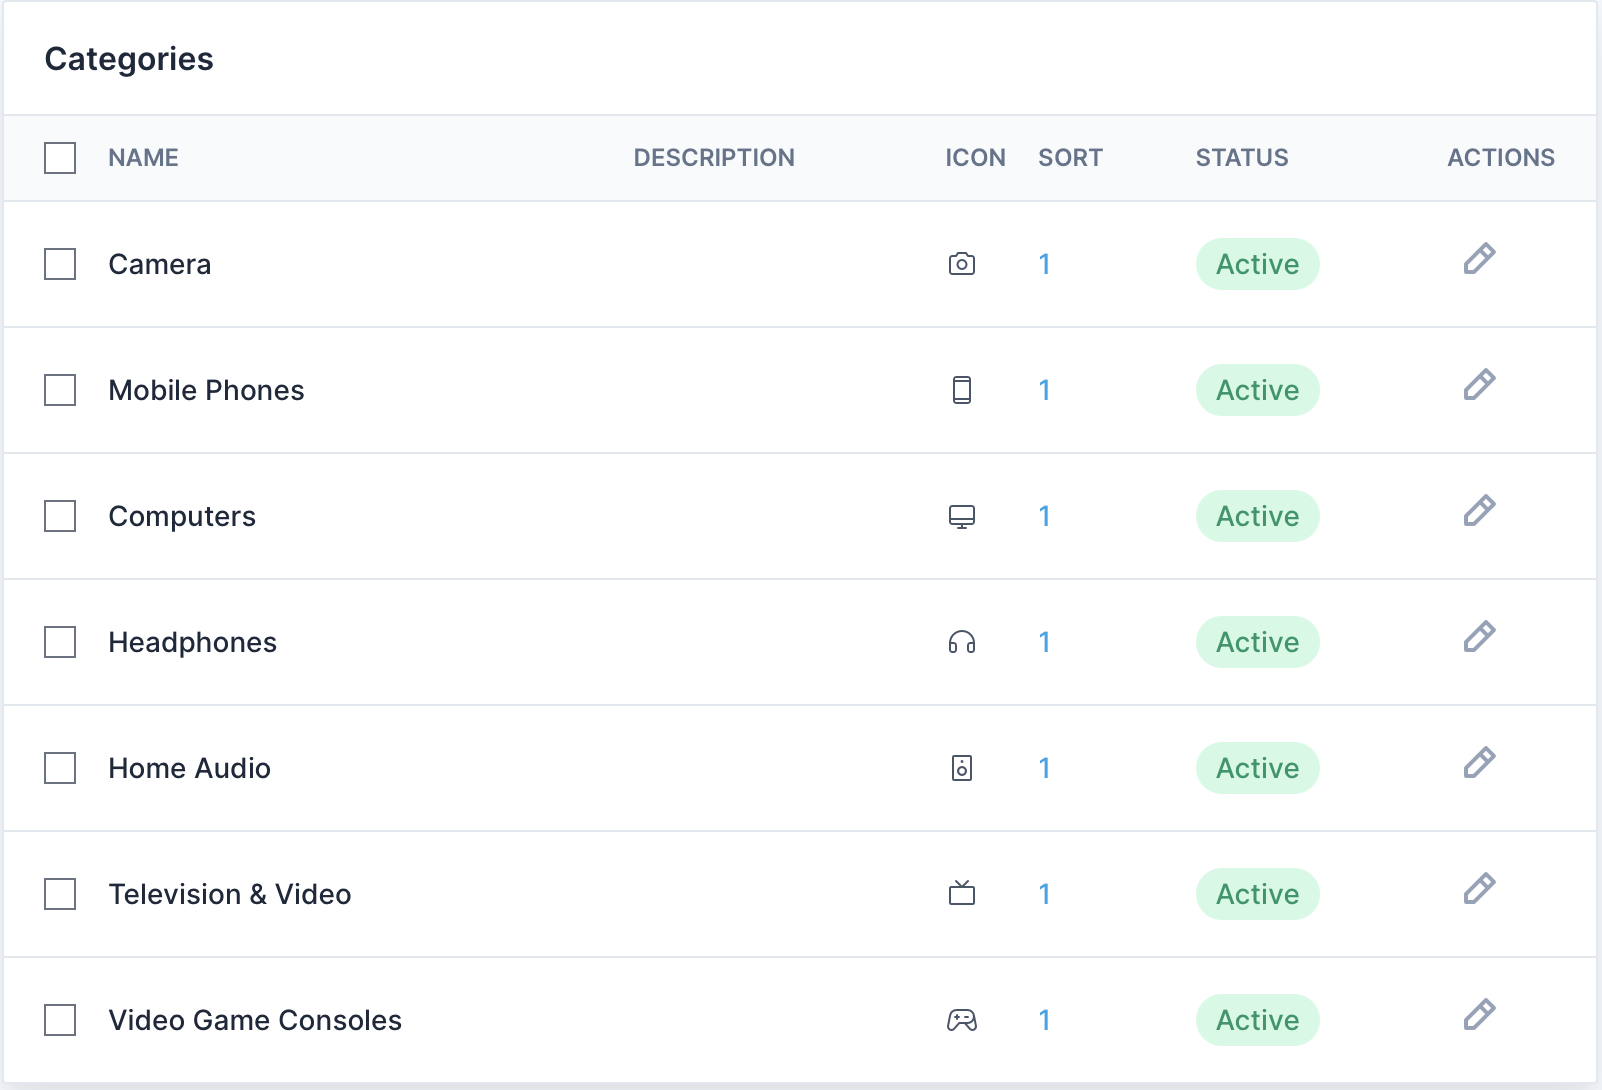 Categories
NAME DESCRIPTION ICON SORT STATUS ACTIONS
Camera 1 Active
Mobile Phones 1 Active
Computers 1 Active
Headphones 1 Active
Home Audio 1 Active
Television & Video 1 Active
Video Game Consoles 1 Active